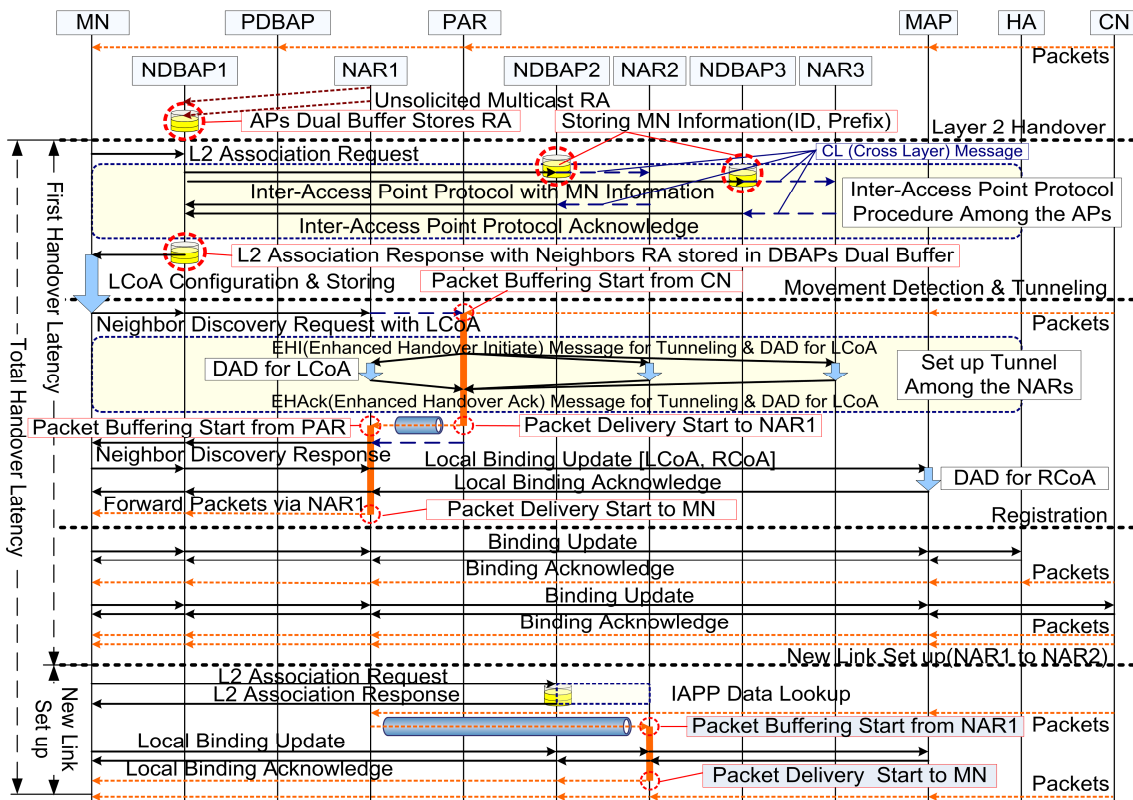 MN
PDBAP
PAR
MAP
HA
CN
Packets
NDBAP1
NAR1
NDBAP2
NAR2
NDBAP3
NAR3
Unsolicited Multicast RA
APs Dual Buffer Stores RA
Storing MN Information(ID, Prefix)
Layer 2 Handover
L2 Association Request
CL (Cross Layer) Message
Inter-Access Point Protocol with MN Information
Inter-Access Point Protocol
Procedure Among the APs
Inter-Access Point Protocol Acknowledge
L2 Association Response with Neighbors RA stored in DBAPs Dual Buffer
LCoA Configuration & Storing
Packet Buffering Start from CN
Movement Detection & Tunneling
Neighbor Discovery Request with LCoA
Packets
EHI(Enhanced Handover Initiate) Message for Tunneling & DAD for LCoA
DAD for LCoA
Set up Tunnel
Among the NARs
EHAck(Enhanced Handover Ack) Message for Tunneling & DAD for LCoA
Packet Buffering Start from PAR
Packet Delivery Start to NAR1
Neighbor Discovery Response
Local Binding Update [LCoA, RCoA]
DAD for RCoA
Local Binding Acknowledge
Forward Packets via NAR1
Packet Delivery Start to MN
Registration
Binding Update
Binding Acknowledge
Packets
Binding Update
Binding Acknowledge
Packets
New Link Set up(NAR1 to NAR2)
L2 Association Request
L2 Association Response
IAPP Data Lookup
Packet Buffering Start from NAR1
Packets
Local Binding Update
Local Binding Acknowledge
Packet Delivery Start to MN
Packets
Total Handover Latency
First Handover Latency
New Link
Set up